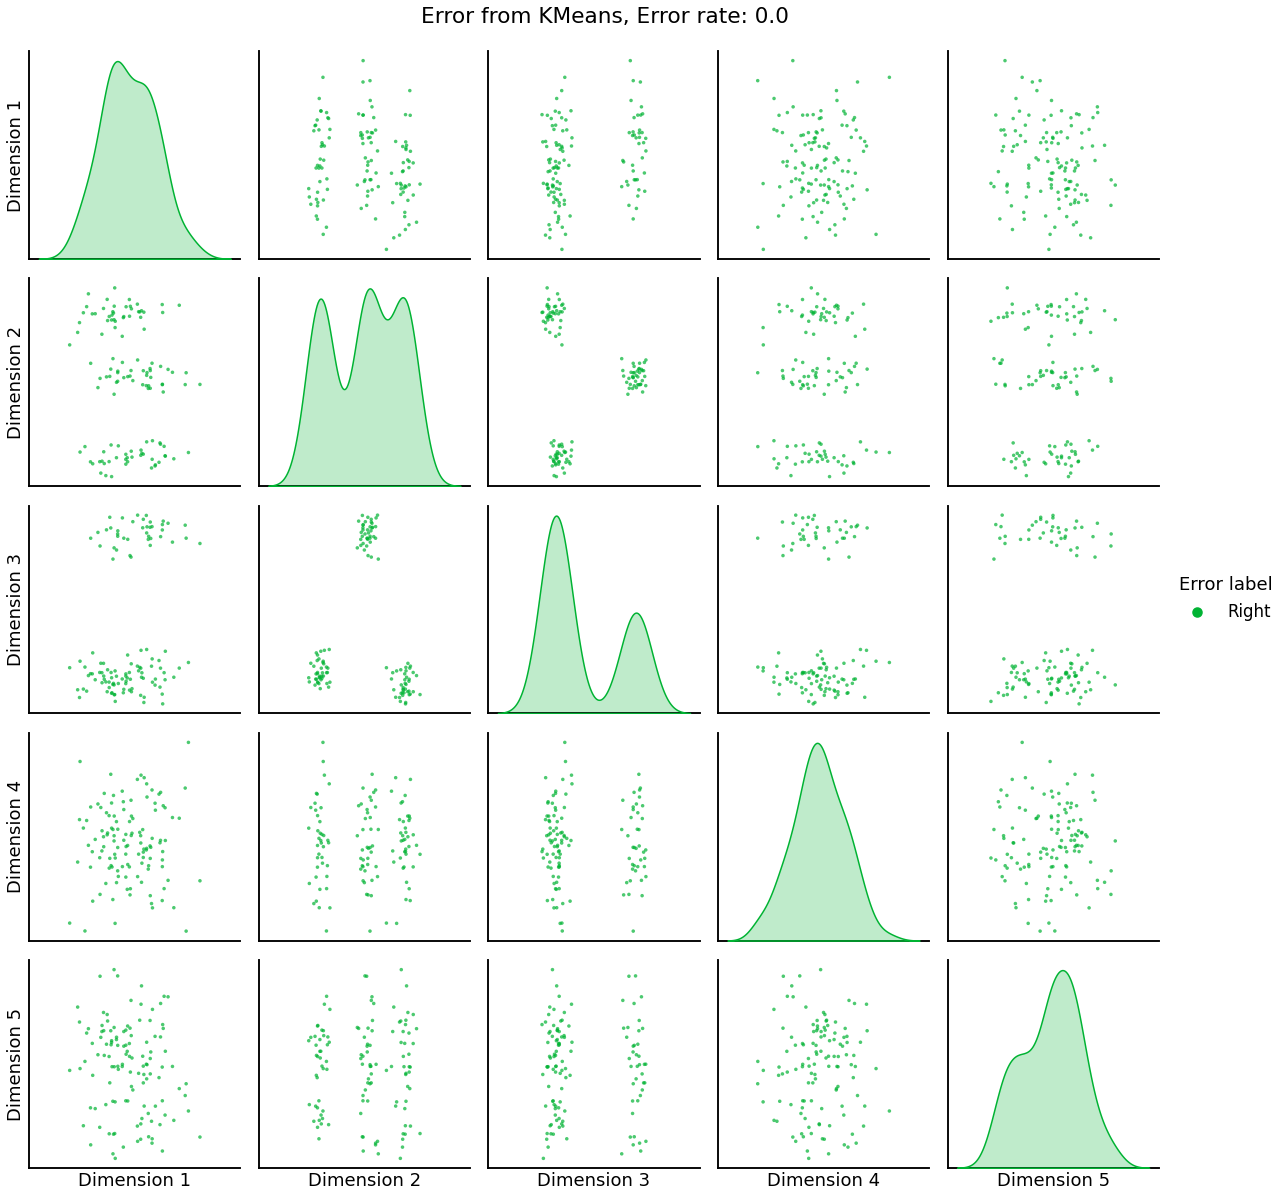 Error from KMeans, Error rate: 0.0
Dimension 1
Dimension 2
Dimension 3
Error label
Right
Dimension 4
Dimension 5
Dimension 1
Dimension 2
Dimension 3
Dimension 4
Dimension 5